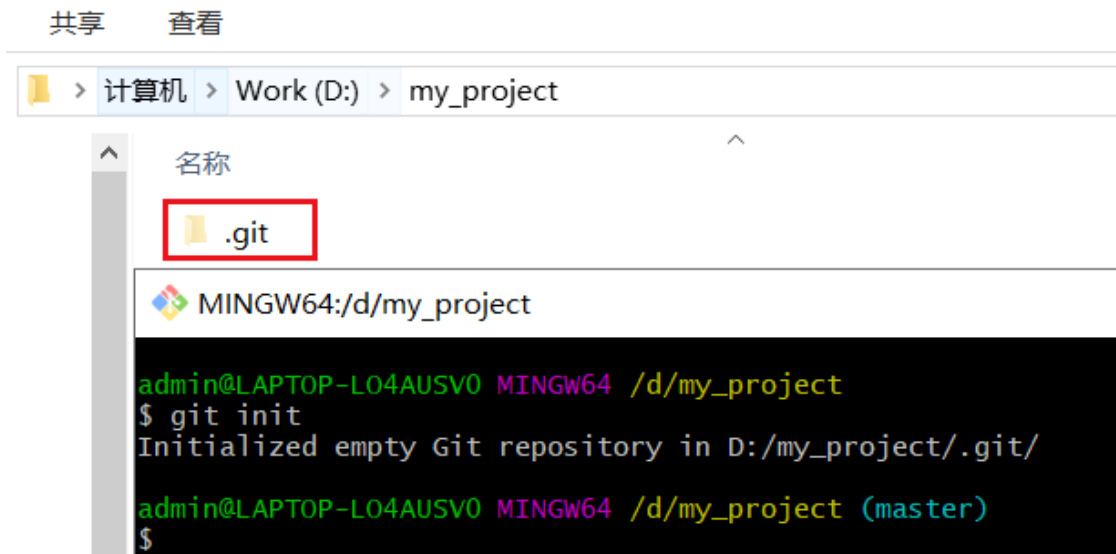 共享 查看
计算机 Work (D:) my_project
名称
.git
MINGW64:/d/my_project
admin@LAPTOP-LO4AUSV0 MINGW64 /d/my_project
$ git init
Initialized empty Git repository in D:/my_project/.git/
admin@LAPTOP-LO4AUSV0 MINGW64 /d/my_project (master)
$